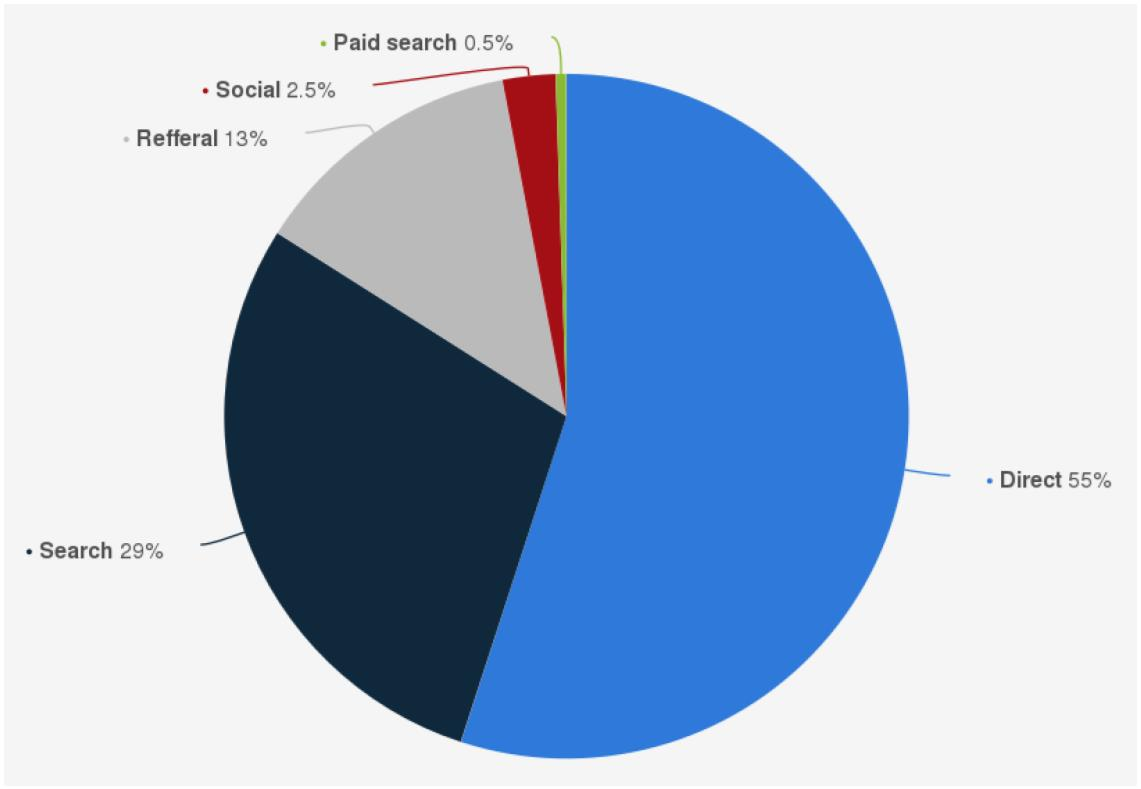 Paid search 0.5%
Social 2.5%
Refferal 13%
Direct 55%
Search 29%